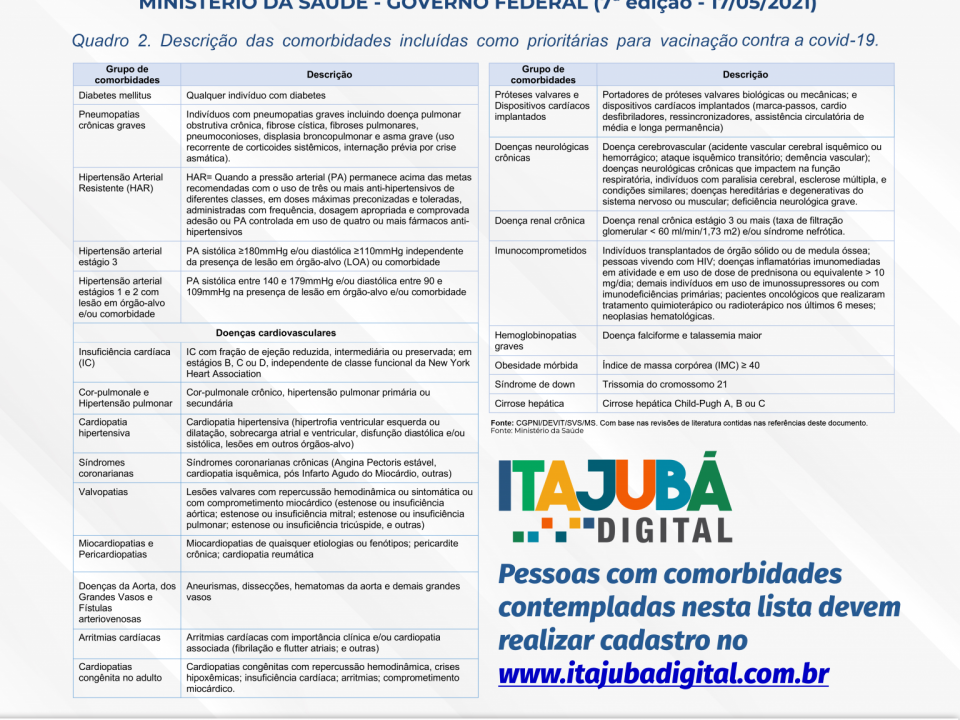 MINISTÉRIO DA SAÚDE - GOVERNO FEDERAL (7ª edição - 17/05/2021)
Quadro 2. Descrição das comorbidades incluídas como prioritárias para vacinação contra a covid-19.
Grupo de
comorbidades
Descrição
Diabetes mellitus
Qualquer indivíduo com diabetes
Pneumopatias
crônicas graves
Indivíduos com pneumopatias graves incluindo doença pulmonar
obstrutiva crônica, fibrose cística, fibroses pulmonares,
pneumoconioses, displasia broncopulmonar e asma grave (uso
recorrente de corticoides sistêmicos, internação prévia por crise
asmática).
Hipertensão Arterial
Resistente (HAR)
HAR= Quando a pressão arterial (PA) permanece acima das metas
recomendadas com o uso de três ou mais anti-hipertensivos de
diferentes classes, em doses máximas preconizadas e toleradas,
administradas com frequência, dosagem apropriada e comprovada
adesão ou PA controlada em uso de quatro ou mais fármacos anti-
hipertensivos
Hipertensão arterial
estágio 3
PA sistólica ≥180mmHg e/ou diastólica ≥110mmHg independente
da presença de lesão em órgão-alvo (LOA) ou comorbidade
Hipertensão arterial
estágios 1 e 2 com
lesão em órgão-alvo
e/ou comorbidade
PA sistólica entre 140 e 179mmHg e/ou diastólica entre 90 e
109mmHg na presença de lesão em órgão-alvo e/ou comorbidade
Doenças cardiovasculares
Insuficiência cardíaca
(IC)
IC com fração de ejeção reduzida, intermediária ou preservada; em
estágios B, C ou D, independente de classe funcional da New York
Heart Association
Cor-pulmonale e
Hipertensão pulmonar
Cor-pulmonale crônico, hipertensão pulmonar primária ou
secundária
Cardiopatia
hipertensiva
Cardiopatia hipertensiva (hipertrofia ventricular esquerda ou
dilatação, sobrecarga atrial e ventricular, disfunção diastólica e/ou
sistólica, lesões em outros órgãos-alvo)
Síndromes
coronarianas
Síndromes coronarianas crônicas (Angina Pectoris estável,
cardiopatia isquêmica, pós Infarto Agudo do Miocárdio, outras)
Valvopatias
Lesões valvares com repercussão hemodinâmica ou sintomática ou
com comprometimento miocárdico (estenose ou insuficiência
aórtica; estenose ou insuficiência mitral; estenose ou insuficiência
pulmonar; estenose ou insuficiência tricúspide, e outras)
Miocardiopatias e
Pericardiopatias
Miocardiopatias de quaisquer etiologias ou fenótipos; pericardite
crônica; cardiopatia reumática
Doenças da Aorta, dos
Grandes Vasos e
Fístulas
arteriovenosas
Aneurismas, dissecções, hematomas da aorta e demais grandes
vasos
Arritmias cardíacas
Arritmias cardíacas com importância clínica e/ou cardiopatia
associada (fibrilação e flutter atriais; e outras)
Cardiopatias
congênita no adulto
Cardiopatias congênitas com repercussão hemodinâmica, crises
hipoxêmicas; insuficiência cardíaca; arritmias; comprometimento
miocárdico.
Grupo de
comorbidades
Descrição
Próteses valvares e
Dispositivos cardíacos
implantados
Portadores de próteses valvares biológicas ou mecânicas; e
dispositivos cardíacos implantados (marca-passos, cardio
desfibriladores, ressincronizadores, assistência circulatória de
média e longa permanência)
Doenças neurológicas
crônicas
Doença cerebrovascular (acidente vascular cerebral isquêmico ou
hemorrágico; ataque isquêmico transitório; demência vascular);
doenças neurológicas crônicas que impactem na função
respiratória, indivíduos com paralisia cerebral, esclerose múltipla, e
condições similares; doenças hereditárias e degenerativas do
sistema nervoso ou muscular; deficiência neurológica grave.
Doença renal crônica
Doença renal crônica estágio 3 ou mais (taxa de filtração
glomerular < 60 ml/min/1,73 m2) e/ou síndrome nefrótica.
Imunocomprometidos
Indivíduos transplantados de órgão sólido ou de medula óssea;
pessoas vivendo com HIV; doenças inflamatórias imunomediadas
em atividade e em uso de dose de prednisona ou equivalente > 10
mg/dia; demais indivíduos em uso de imunossupressores ou com
imunodeficiências primárias; pacientes oncológicos que realizaram
tratamento quimioterápico ou radioterápico nos últimos 6 meses;
neoplasias hematológicas.
Hemoglobinopatias
graves
Doença falciforme e talassemia maior
Obesidade mórbida
Índice de massa corpórea (IMC) ≥ 40
Síndrome de down
Trissomia do cromossomo 21
Cirrose hepática
Cirrose hepática Child-Pugh A, B ou C
Fonte: CGPNI/DEVIT/SVS/MS. Com base nas revisões de literatura contidas nas referências deste documento.
Fonte: Ministério da Saúde
ITAJUBÁ
DIGITAL
Pessoas com comorbidades
contempladas nesta lista devem
realizar cadastro no
www.itajubadigital.com.br